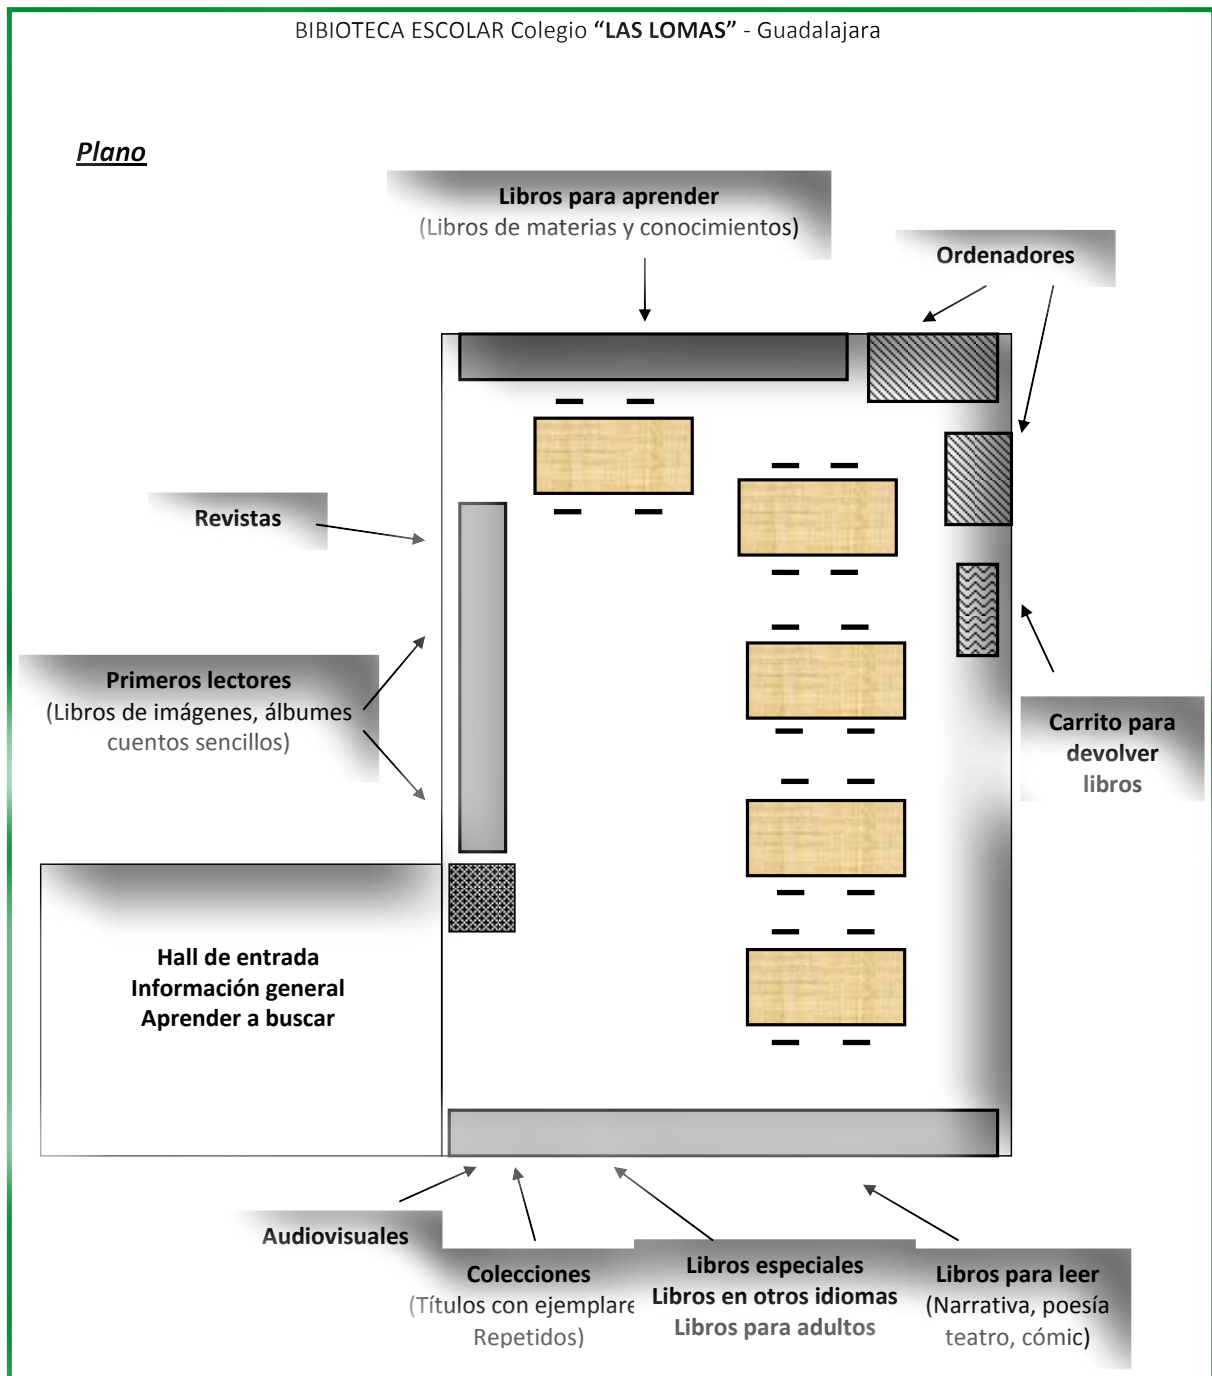 BIBIOTECA ESCOLAR Colegio “LAS LOMAS” - Guadalajara
Plano
Libros para aprender
(Libros de materias y conocimientos)
Ordenadores
Revistas
Primeros lectores
(Libros de imágenes, álbumes
cuentos sencillos)
Carrito para
devolver
libros
Hall de entrada
Información general
Aprender a buscar
Audiovisuales
Colecciones
(Títulos con ejemplare
Repetidos)
Libros especiales
Libros en otros idiomas
Libros para adultos
Libros para leer
(Narrativa, poesía
teatro, cómic)